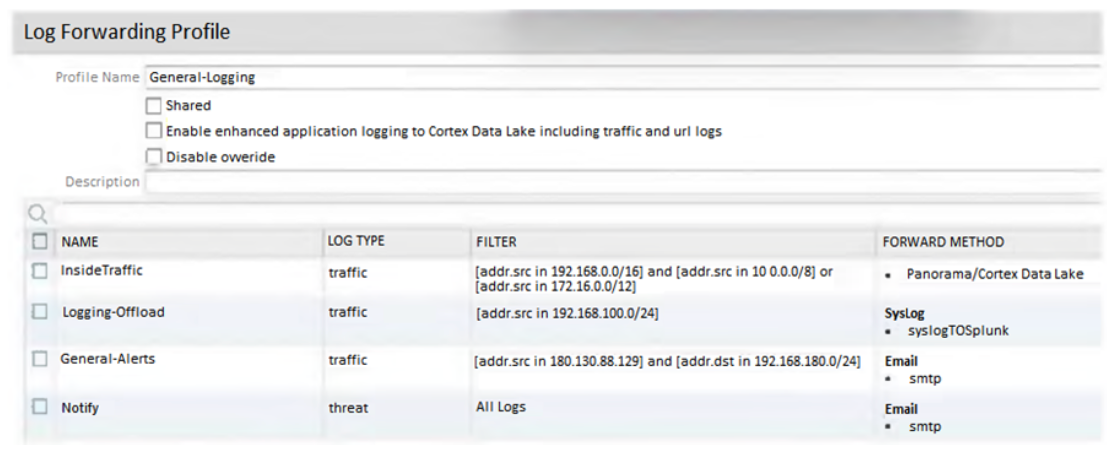 Log Forwarding Profile
Profile Name General-Logging
Shared
Enable enhanced application logging to Cortex Data Lake including traffic and url logs
Disable owerride
Description
NAME LOG TYPE FILTER FORWARD METHOD
InsideTraffic traffic [addr.src in 192.168.0.0/16] and [addr.src in 10 0.0.0/8] or • Panorama/Cortex Data Lake
[addr.src in 172.16.0.0/12]
Logging-Offload traffic [addr.src in 192.168.100.0/24] SysLog
• syslogTOSplunk
General-Alerts traffic [addr.src in 180.130.88.129] and [addr.dst in 192.168.180.0/24] Email
• smtp
Notify threat All Logs Email
• smtp